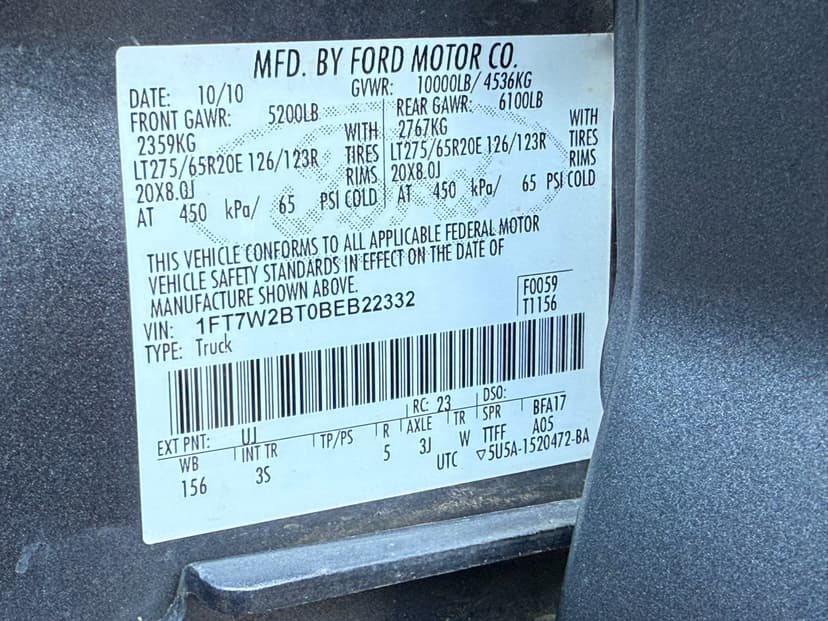 MFD. BY FORD MOTOR CO.
DATE: 10/10 GVWR: 10000LB/ 4536KG
FRONT GAWR: 5200LB REAR GAWR: 6100LB
2359KG WITH 2767KG WITH
LT275/65R20E 126/123R TIRES LT275/65R20E 126/123R TIRES
20X8.0J RIMS 20X8.0J RIMS
AT 450 kPa/ 65 PSI COLD AT 450 kPa/ 65 PSI COLD
THIS VEHICLE CONFORMS TO ALL APPLICABLE FEDERAL MOTOR
VEHICLE SAFETY STANDARDS IN EFFECT ON THE DATE OF
MANUFACTURE SHOWN ABOVE.
VIN: 1FT7W2BT0BEB22332 F0059
TYPE: Truck T1156
EXT PNT: UJ RC: 23 DSO:
WB INT TR TP/PS R AXLE TR SPR BFA17
156 3S 5 3J W TTFF A05
UTC ▽5U5A-1520472-BA